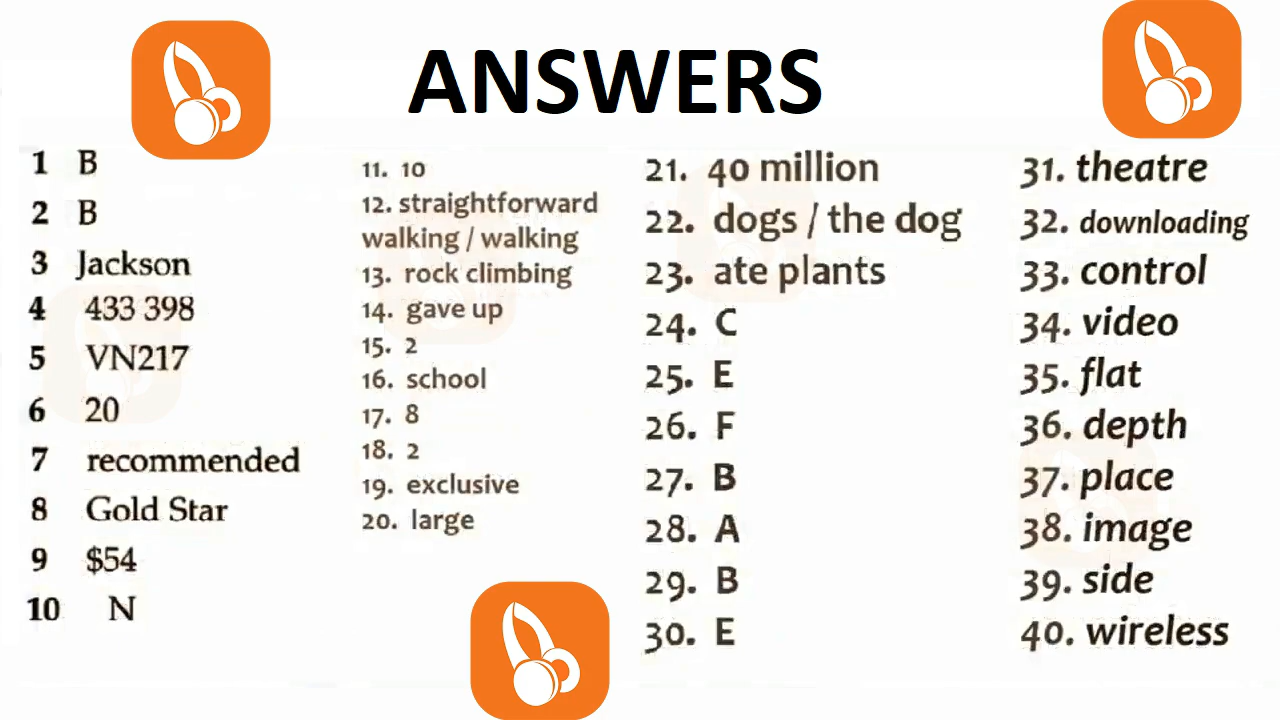 ANSWERS
1 B
2 B
3 Jackson
4 433 398
5 VN217
6 20
7 recommended
8 Gold Star
9 $54
10 N
11. 10
12. straightforward
walking / walking
13. rock climbing
14. gave up
15. 2
16. school
17. 8
18. 2
19. exclusive
20. large
21. 40 million
22. dogs / the dog
23. ate plants
24. C
25. E
26. F
27. B
28. A
29. B
30. E
31. theatre
32. downloading
33. control
34. video
35. flat
36. depth
37. place
38. image
39. side
40. wireless